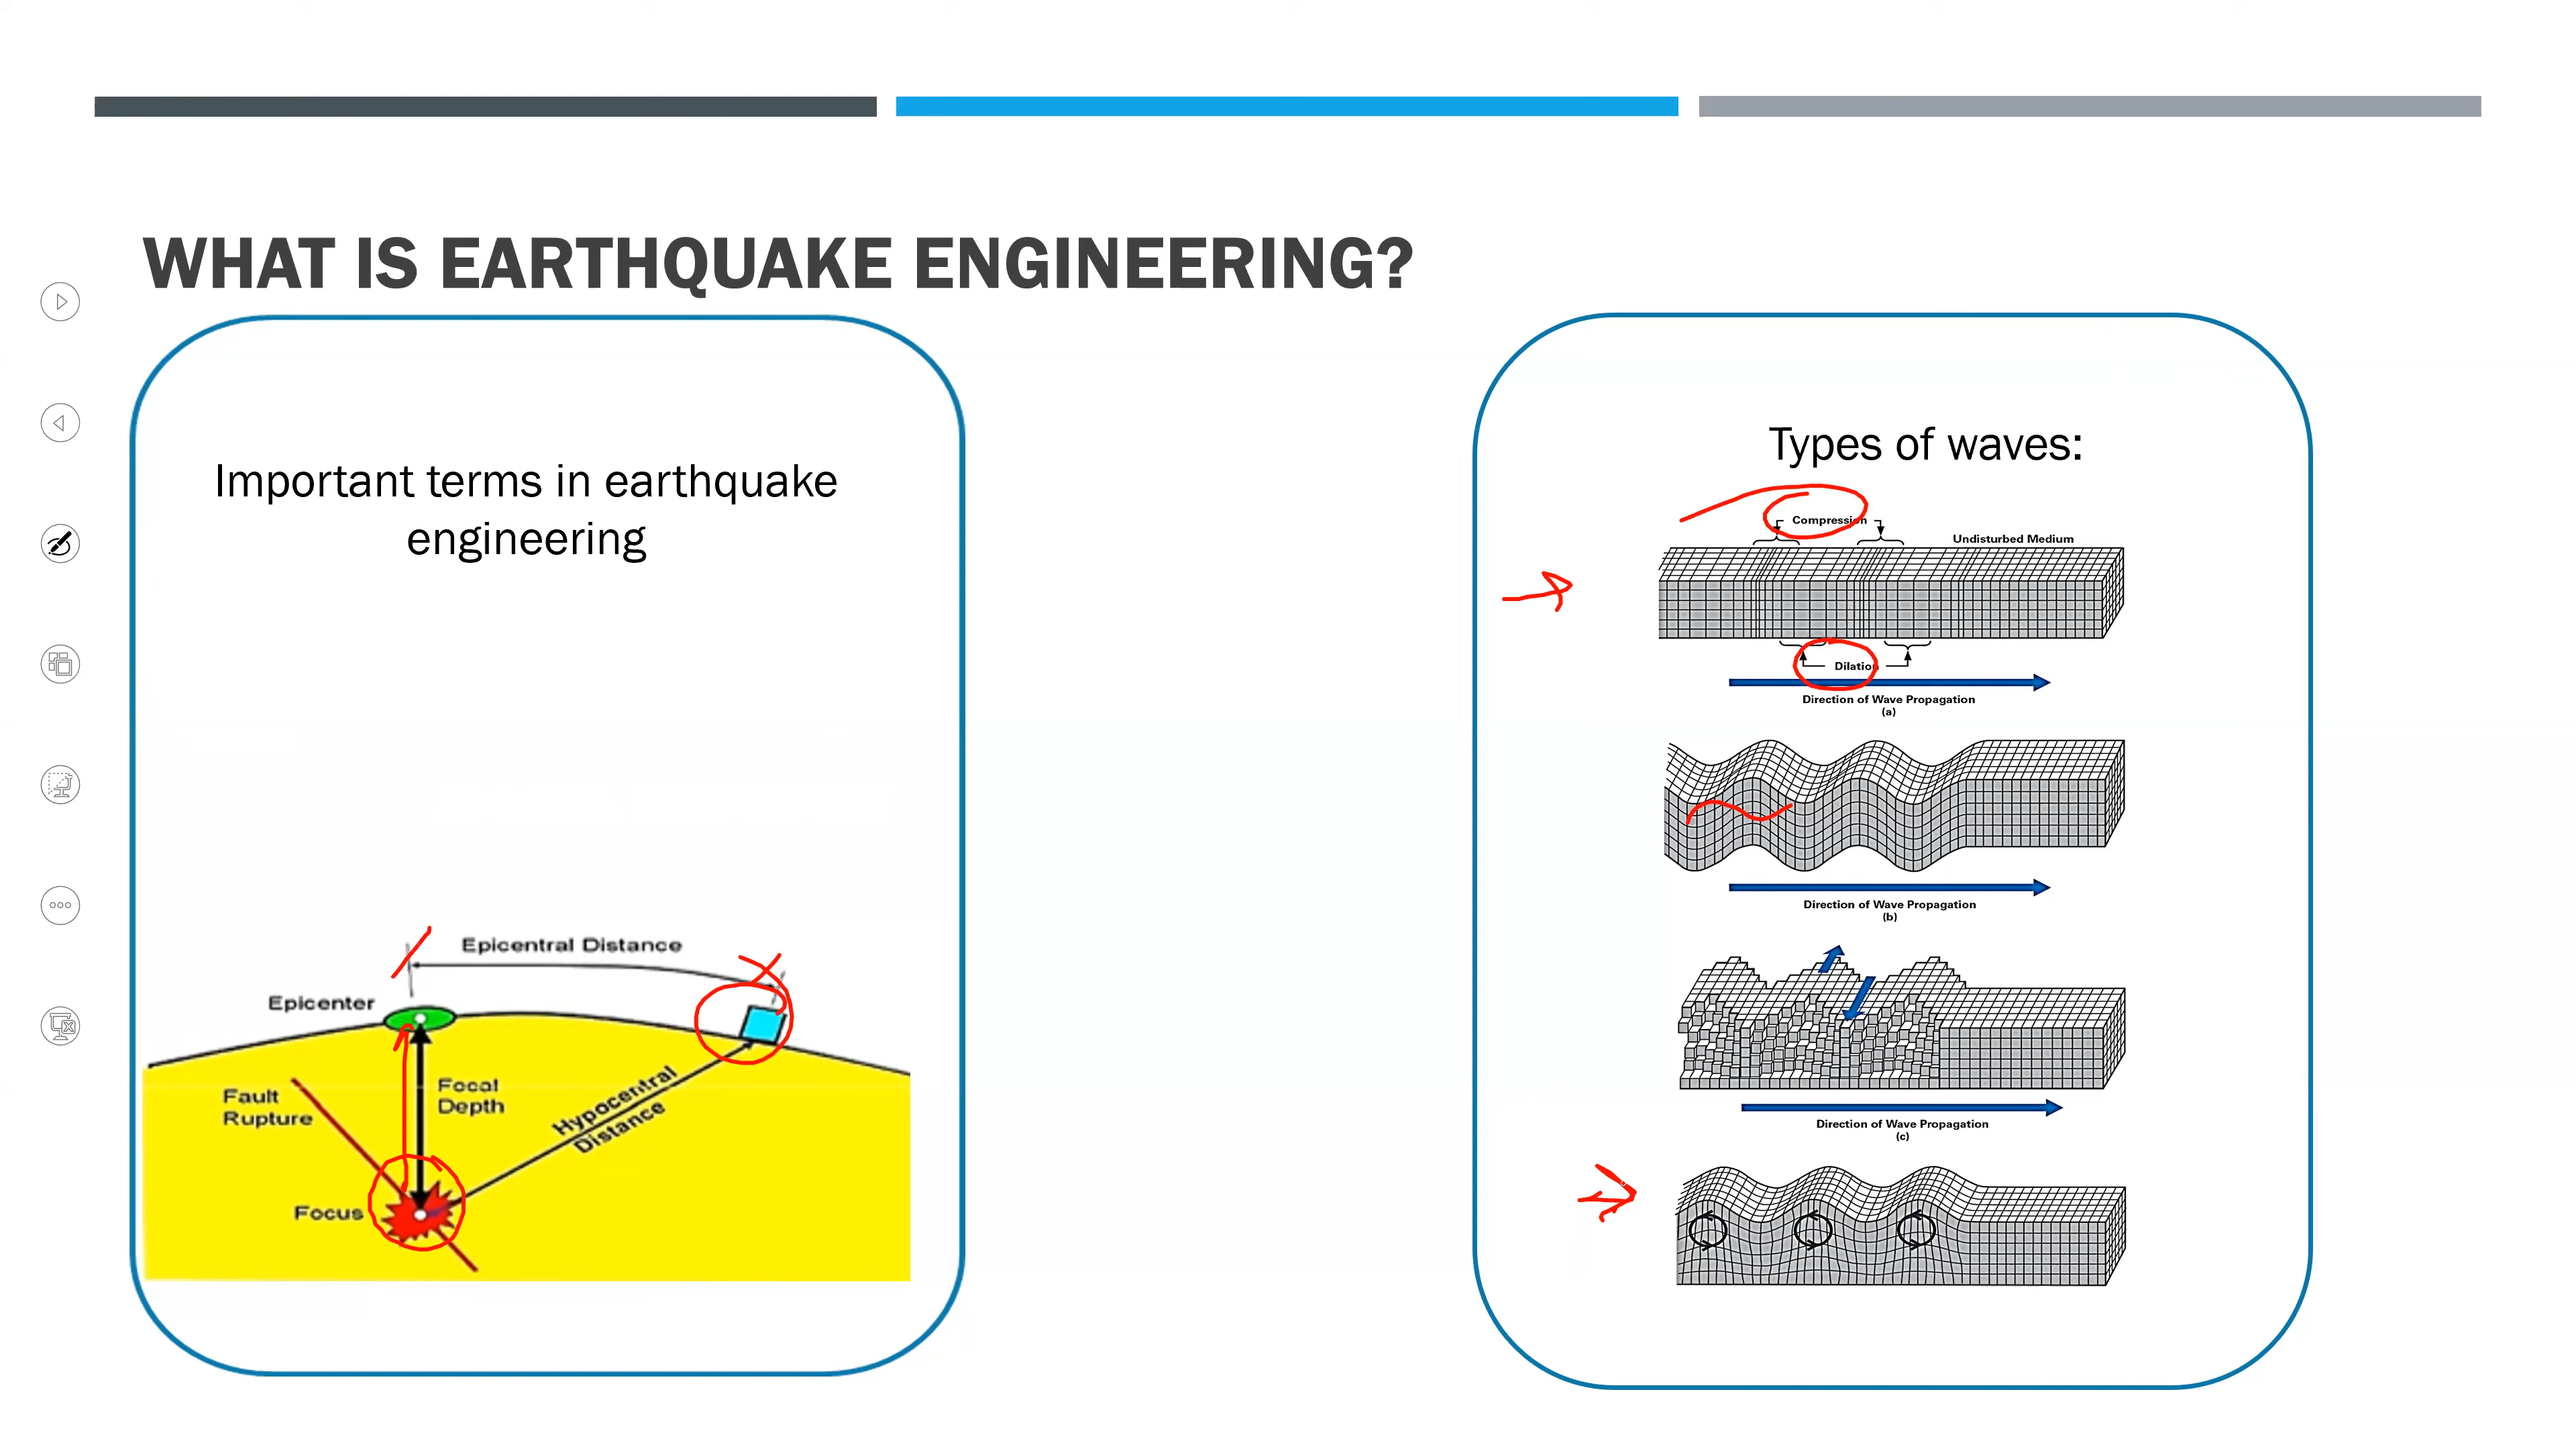 WHAT IS EARTHQUAKE ENGINEERING?
Important terms in earthquake
engineering
Epicentral Distance
Epicenter
Focal
Depth
Fault
Rupture
Hypocentral
Distance
Focus
Types of waves:
Compression
Undisturbed Medium
Dilation
Direction of Wave Propagation
(a)
Direction of Wave Propagation
(b)
Direction of Wave Propagation
(c)